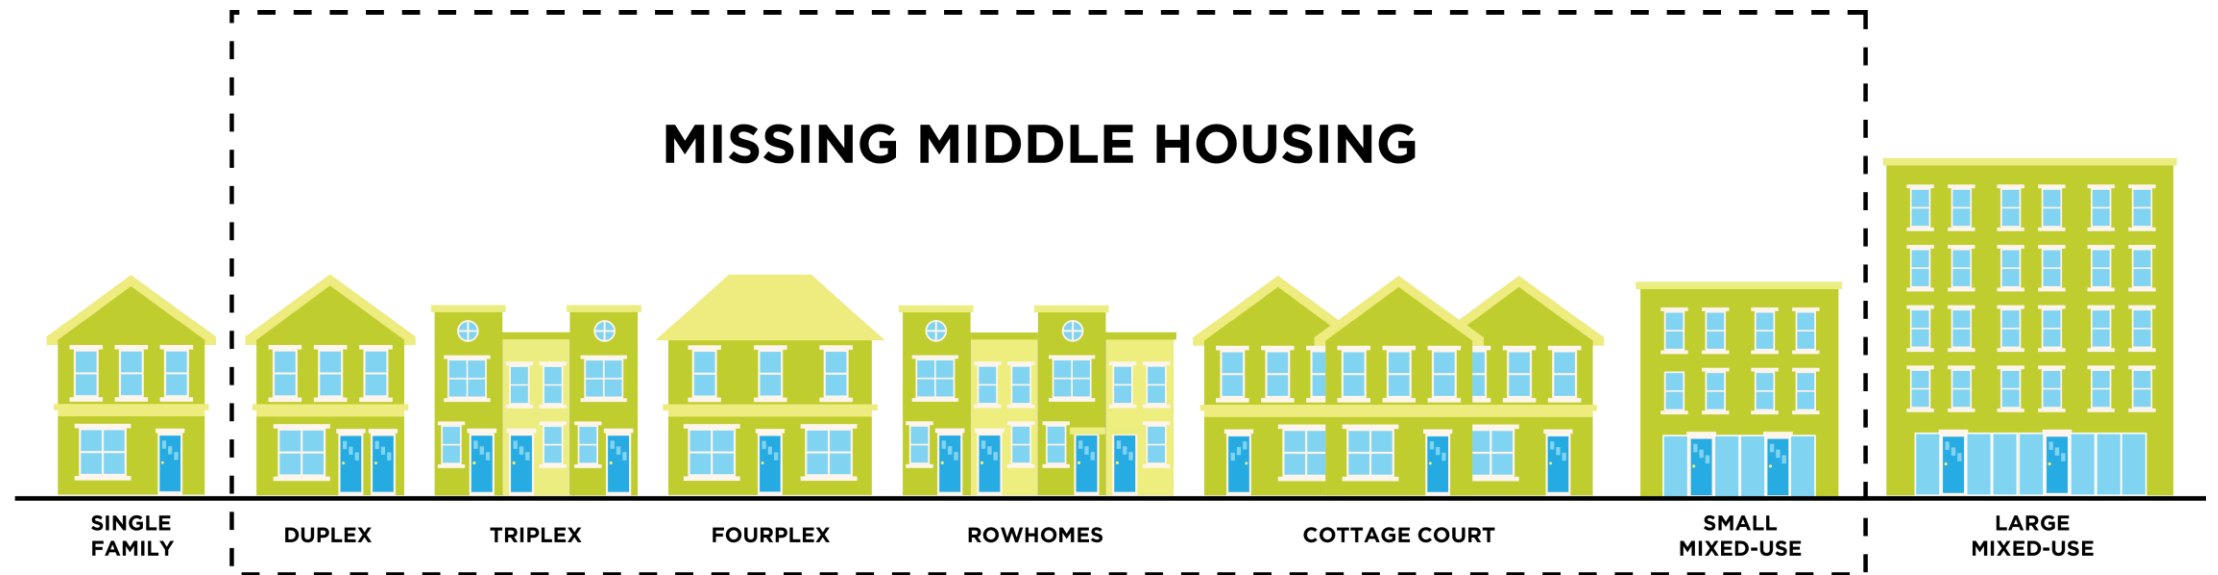 MISSING MIDDLE HOUSING
SINGLE
FAMILY
DUPLEX
TRIPLEX
FOURPLEX
ROWHOMES
COTTAGE COURT
SMALL
MIXED-USE
LARGE
MIXED-USE